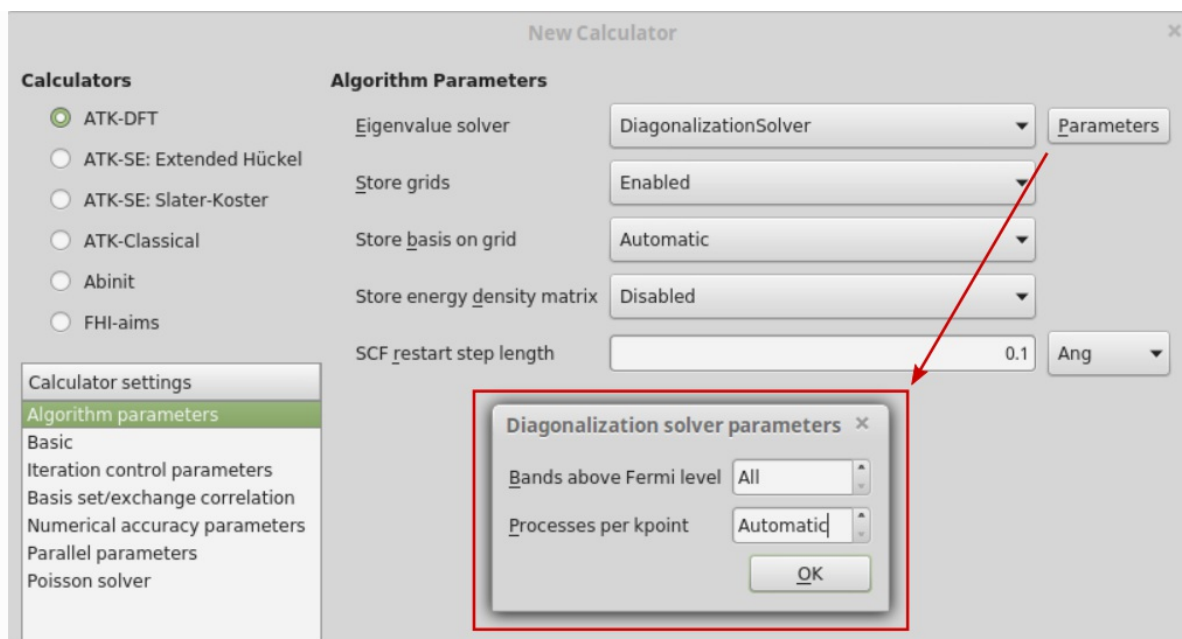 New Calculator
Calculators
ATK-DFT
ATK-SE: Extended Hückel
ATK-SE: Slater-Koster
ATK-Classical
Abinit
FHI-aims
Calculator settings
Algorithm parameters
Basic
Iteration control parameters
Basis set/exchange correlation
Numerical accuracy parameters
Parallel parameters
Poisson solver
Algorithm Parameters
Eigenvalue solver DiagonalizationSolver Parameters
Store grids Enabled
Store basis on grid Automatic
Store energy density matrix Disabled
SCF restart step length 0.1 Ang
Diagonalization solver parameters
Bands above Fermi level All
Processes per kpoint Automatic
OK